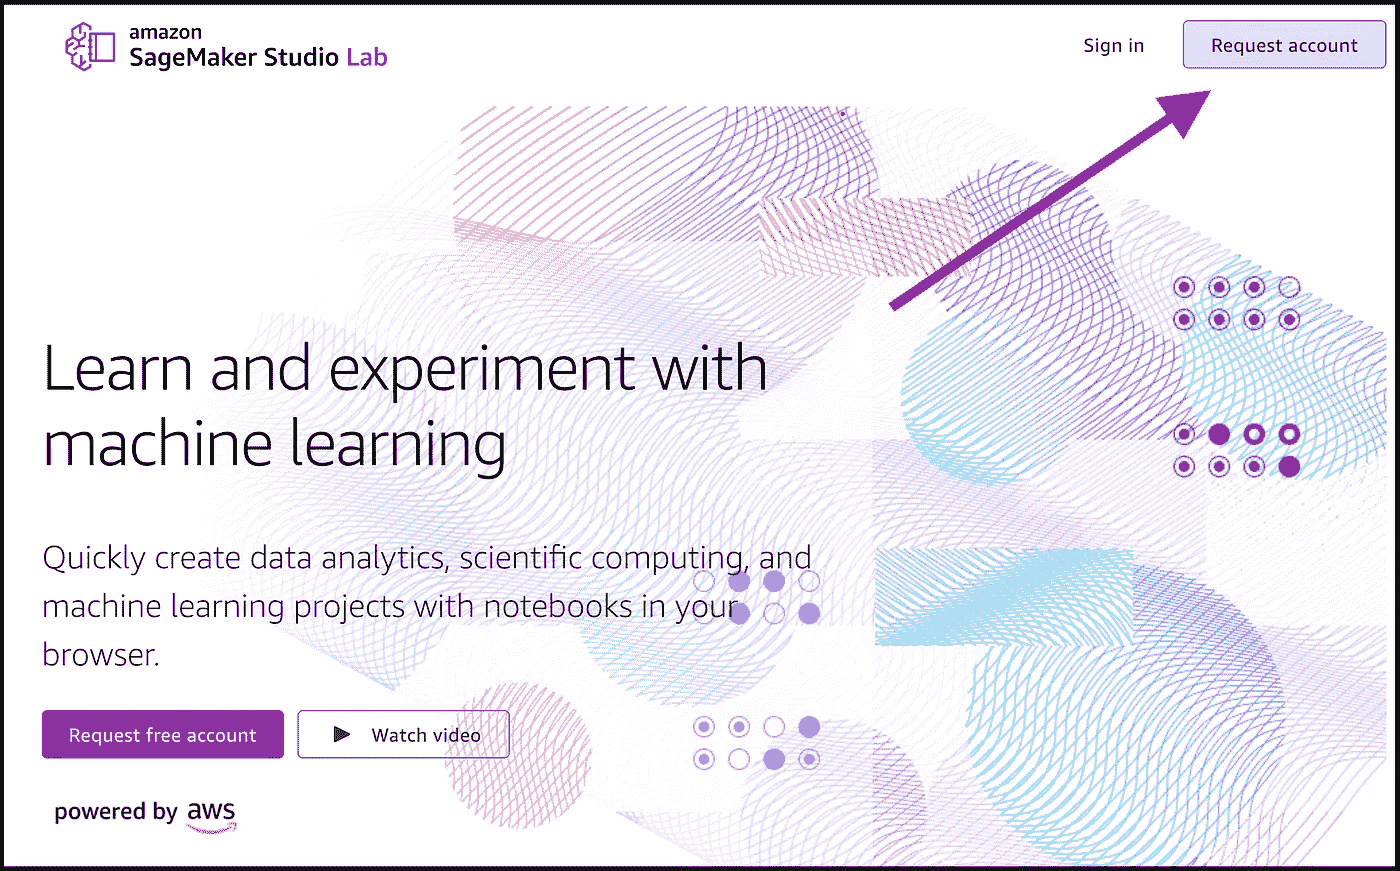 amazon
SageMaker Studio Lab
Sign in
Request account
Learn and experiment with
machine learning
Quickly create data analytics, scientific computing, and
machine learning projects with notebooks in your
browser.
Request free account
Watch video
powered by aws